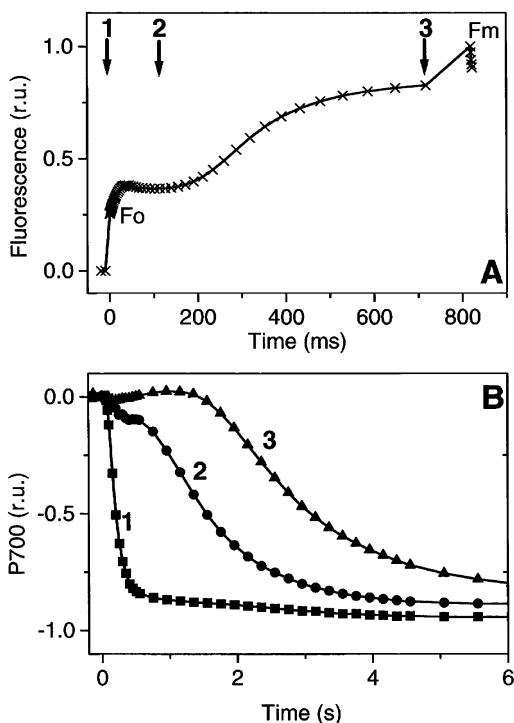 1 2 3
Fm
1.0
Fluorescence (r.u.)
0.5
Fo
0.0
A
0 200 400 600 800
Time (ms)
B
0.0
3
2
1
P700 (r.u.)
-0.5
-1.0
0 2 4 6
Time (s)